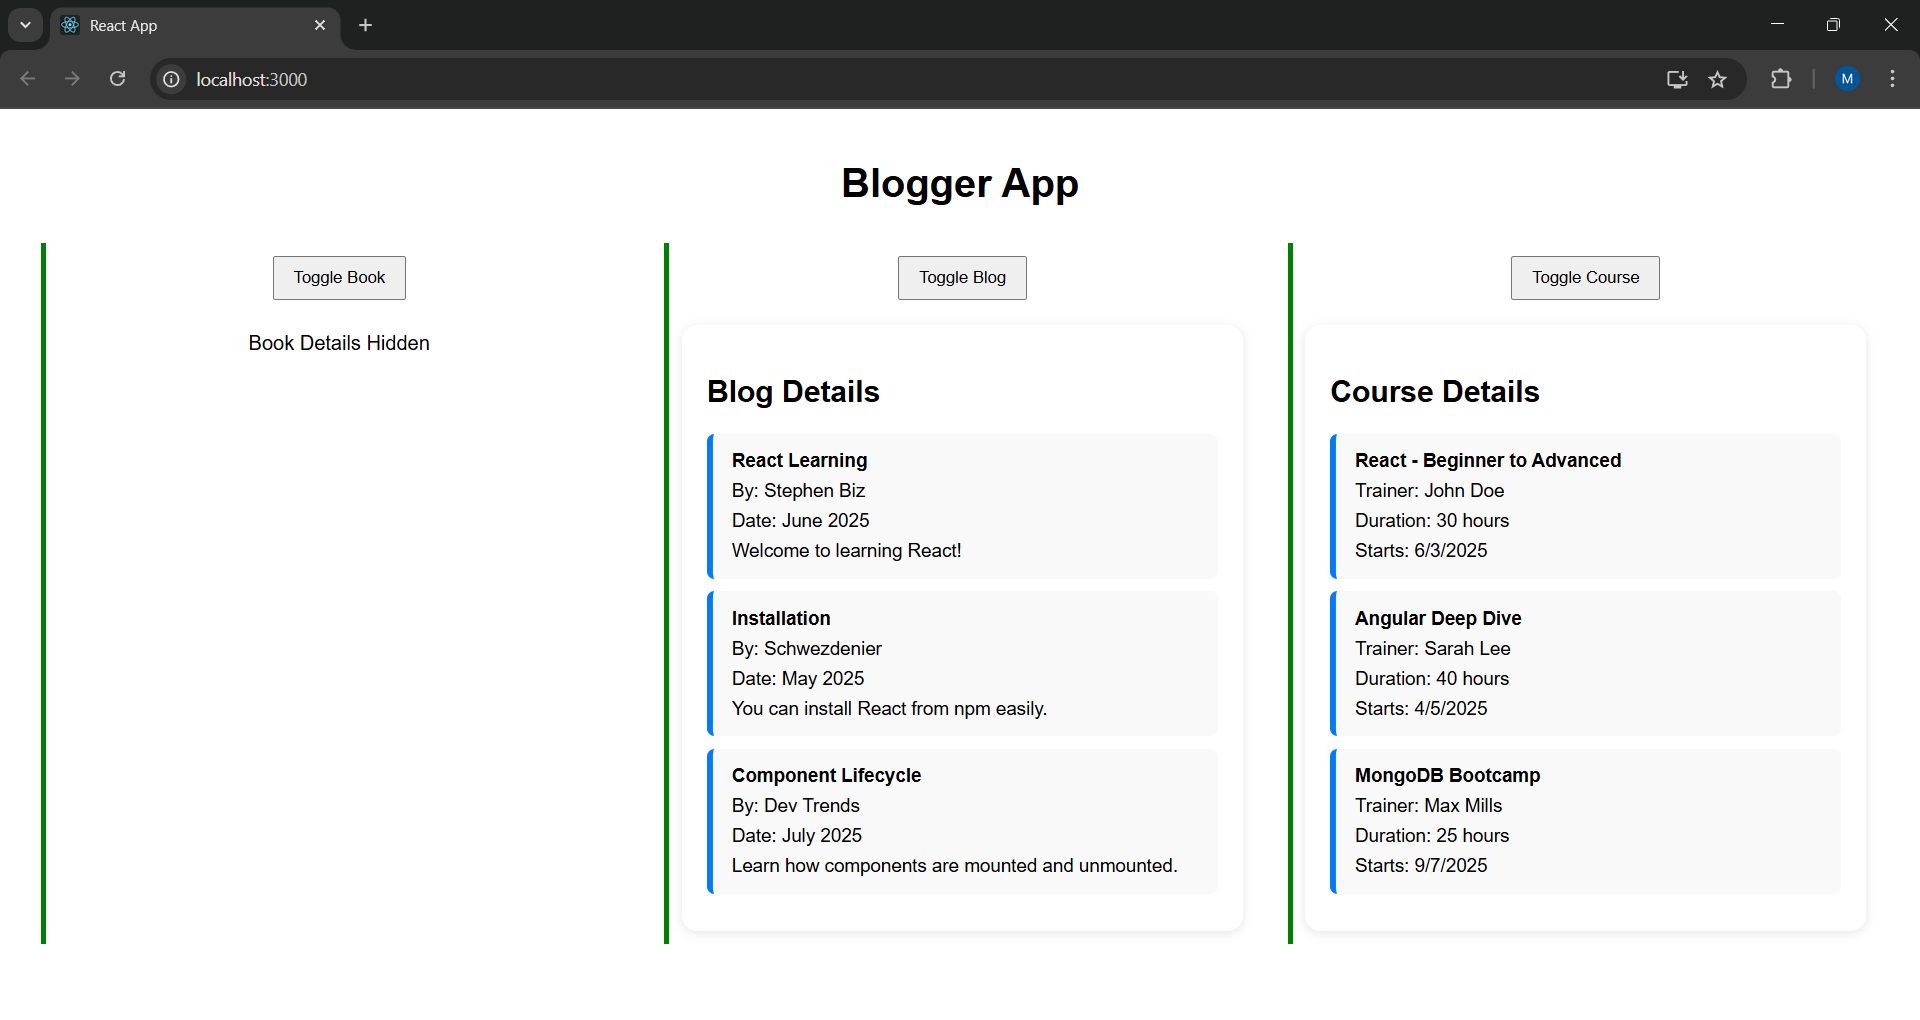 React App
localhost:3000
M
Blogger App
Toggle Book
Book Details Hidden
Toggle Blog
Blog Details
React Learning
By: Stephen Biz
Date: June 2025
Welcome to learning React!
Installation
By: Schwezdenier
Date: May 2025
You can install React from npm easily.
Component Lifecycle
By: Dev Trends
Date: July 2025
Learn how components are mounted and unmounted.
Toggle Course
Course Details
React - Beginner to Advanced
Trainer: John Doe
Duration: 30 hours
Starts: 6/3/2025
Angular Deep Dive
Trainer: Sarah Lee
Duration: 40 hours
Starts: 4/5/2025
MongoDB Bootcamp
Trainer: Max Mills
Duration: 25 hours
Starts: 9/7/2025